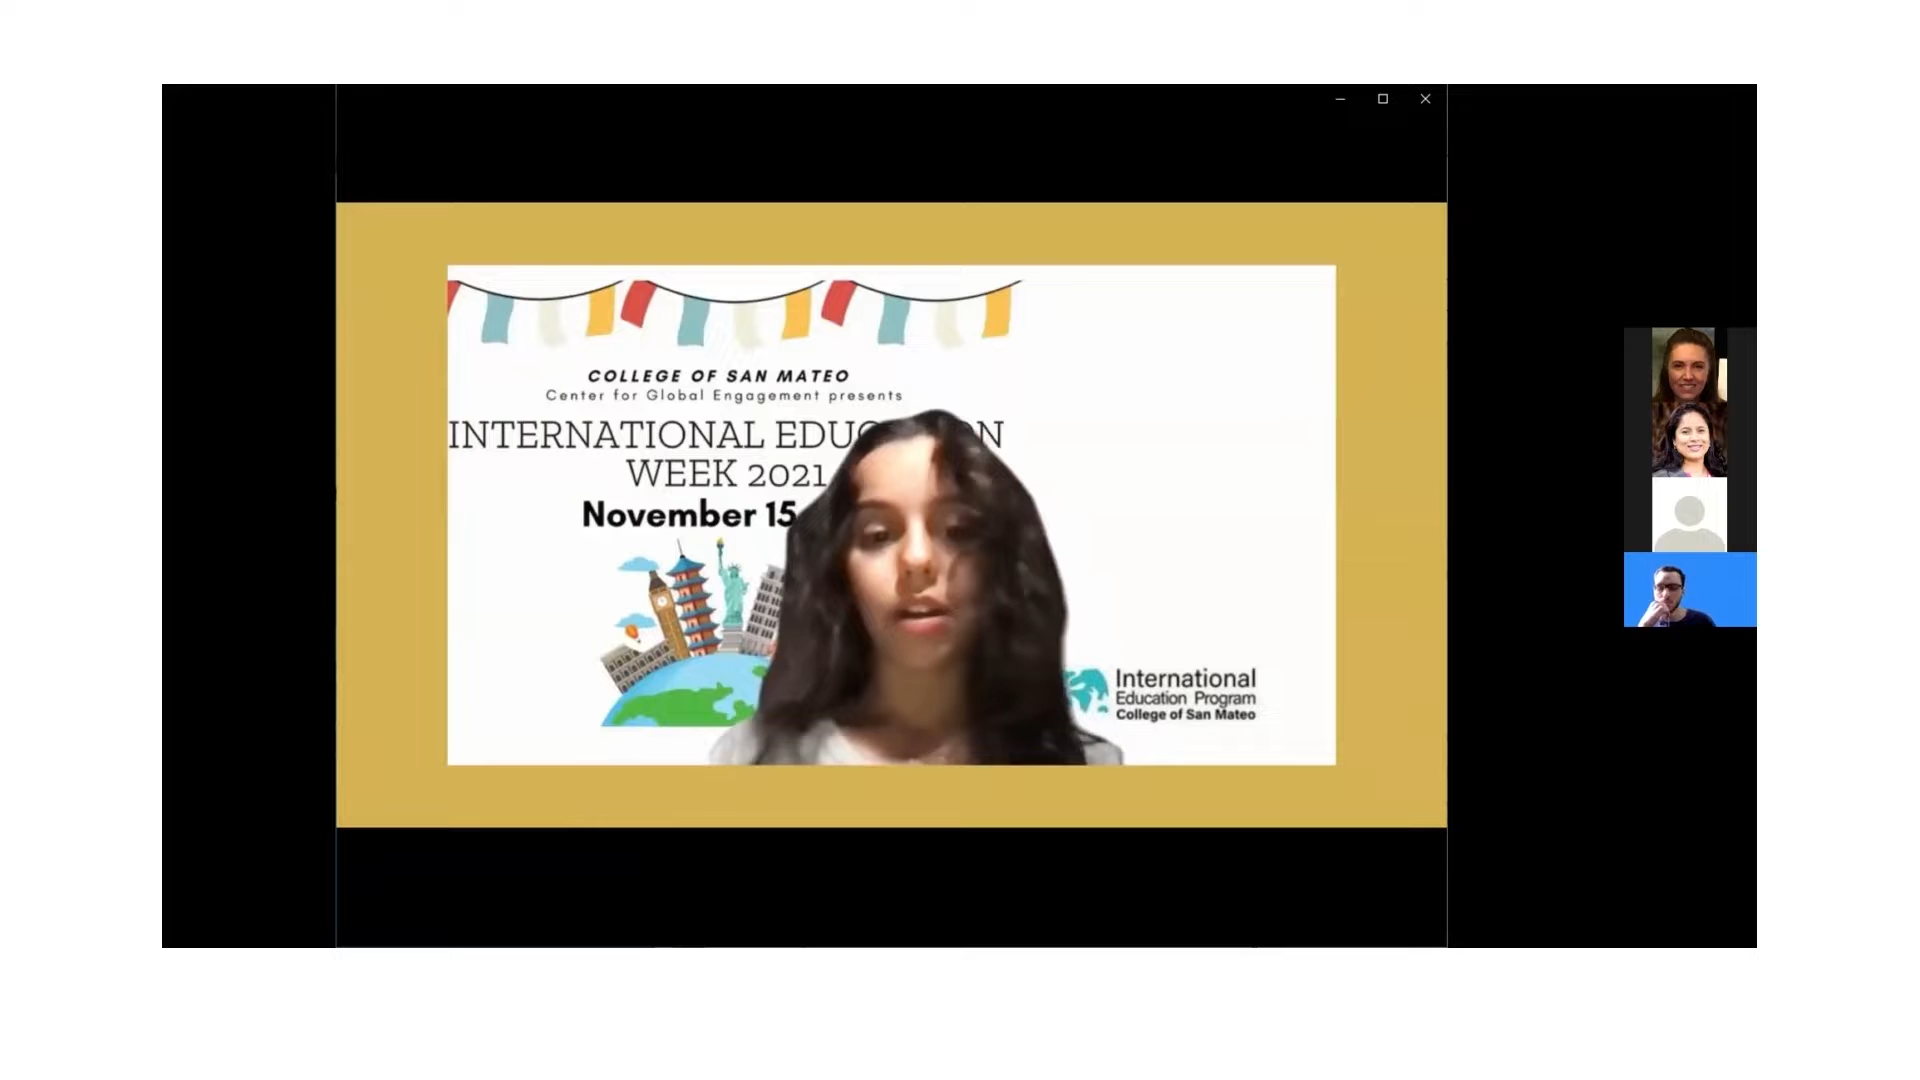 COLLEGE OF SAN MATEO
Center for Global Engagement presents
INTERNATIONAL
WEEK 2021
November 15
International
Education Program
College of San Mateo